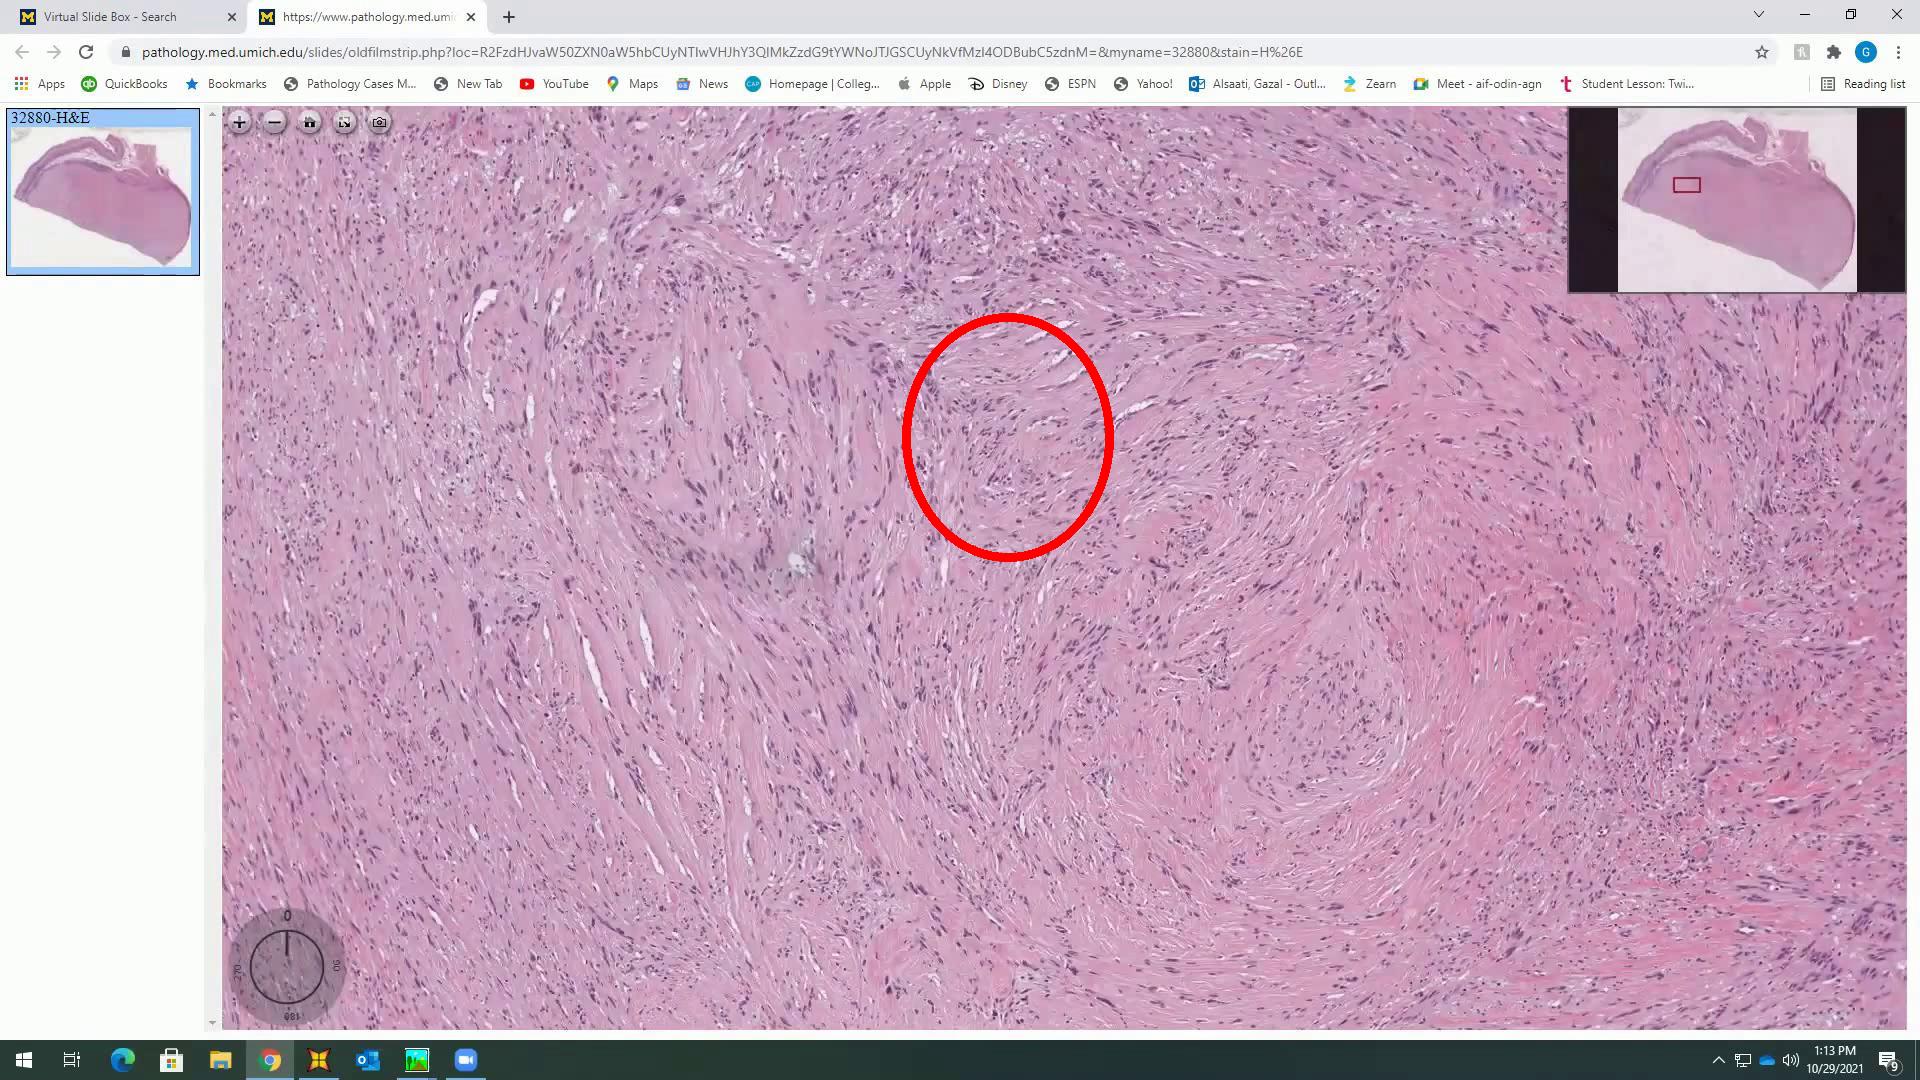 Virtual Slide Box - Search
https://www.pathology.med.umic
pathology.med.umich.edu/slides/oldfilmstrip.php?loc=R2FzdHJvaW50ZXN0aW5hbCUyNTIwVHJhY3QlMkZzdG9tYWNoJTJGSCUyNkVfMzI4ODBubC5zdnM=&myname=32880&stain=H%26E
G
Apps
QuickBooks
Bookmarks
Pathology Cases M...
New Tab
YouTube
Maps
News
CAP
Homepage | Colleg...
Apple
Disney
ESPN
Yahoo!
Alsaati, Gazal - Outl...
Zearn
Meet - aif-odin-agn
Student Lesson: Twi...
Reading list
32880-H&E
0
90
180
270
1:13 PM
10/29/2021
9